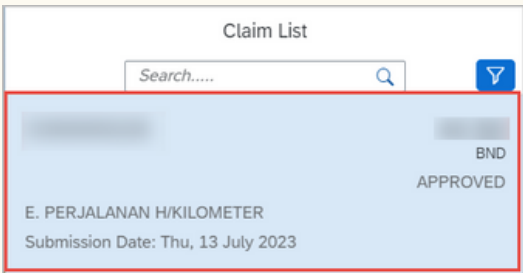 Claim List
Search.....
BND
APPROVED
E. PERJALANAN H/KILOMETER
Submission Date: Thu, 13 July 2023